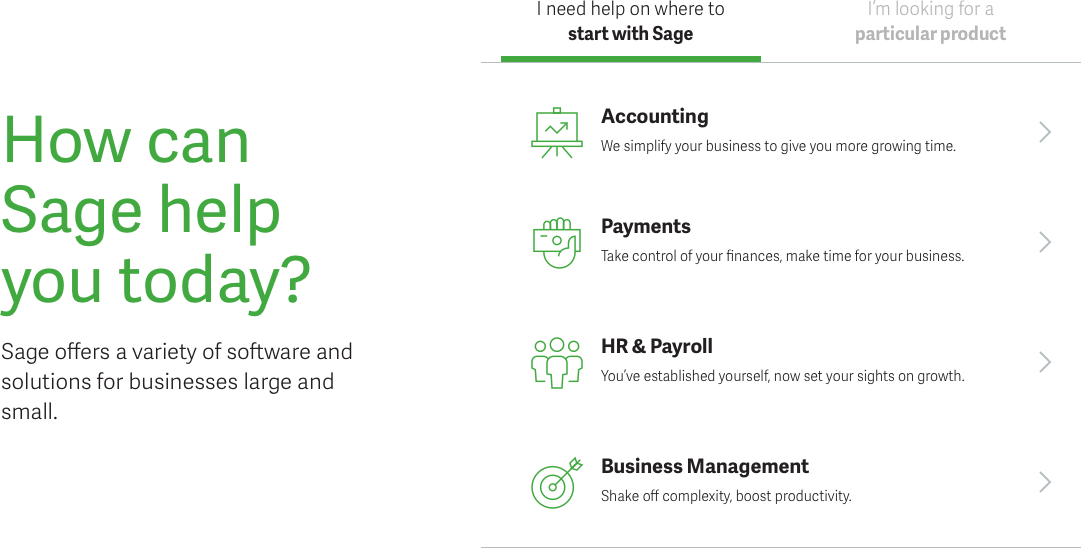 How can
Sage help
you today?
Sage offers a variety of software and
solutions for businesses large and
small.
I need help on where to
start with Sage
I’m looking for a
particular product
Accounting
We simplify your business to give you more growing time.
Payments
Take control of your finances, make time for your business.
HR & Payroll
You’ve established yourself, now set your sights on growth.
Business Management
Shake off complexity, boost productivity.